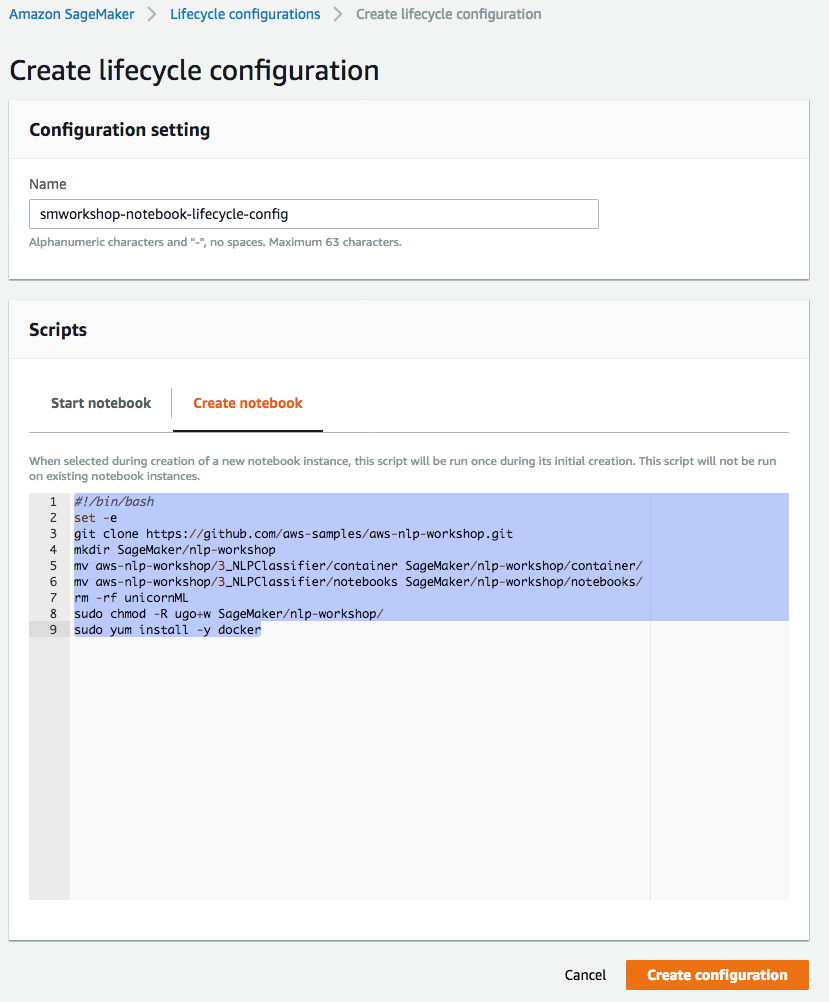 Amazon SageMaker > Lifecycle configurations > Create lifecycle configuration
Create lifecycle configuration
Configuration setting
Name
smworkshop-notebook-lifecycle-config
Alphanumeric characters and "-", no spaces. Maximum 63 characters.
Scripts
Start notebook
Create notebook
When selected during creation of a new notebook instance, this script will be run once during its initial creation. This script will not be run
on existing notebook instances.
1 #!/bin/bash
2 set -e
3 git clone https://github.com/aws-samples/aws-nlp-workshop.git
4 mkdir SageMaker/nlp-workshop
5 mv aws-nlp-workshop/3_NLPClassifier/container SageMaker/nlp-workshop/container/
6 mv aws-nlp-workshop/3_NLPClassifier/notebooks SageMaker/nlp-workshop/notebooks/
7 rm -rf unicornML
8 sudo chmod -R ugo+w SageMaker/nlp-workshop/
9 sudo yum install -y docker
Cancel
Create configuration